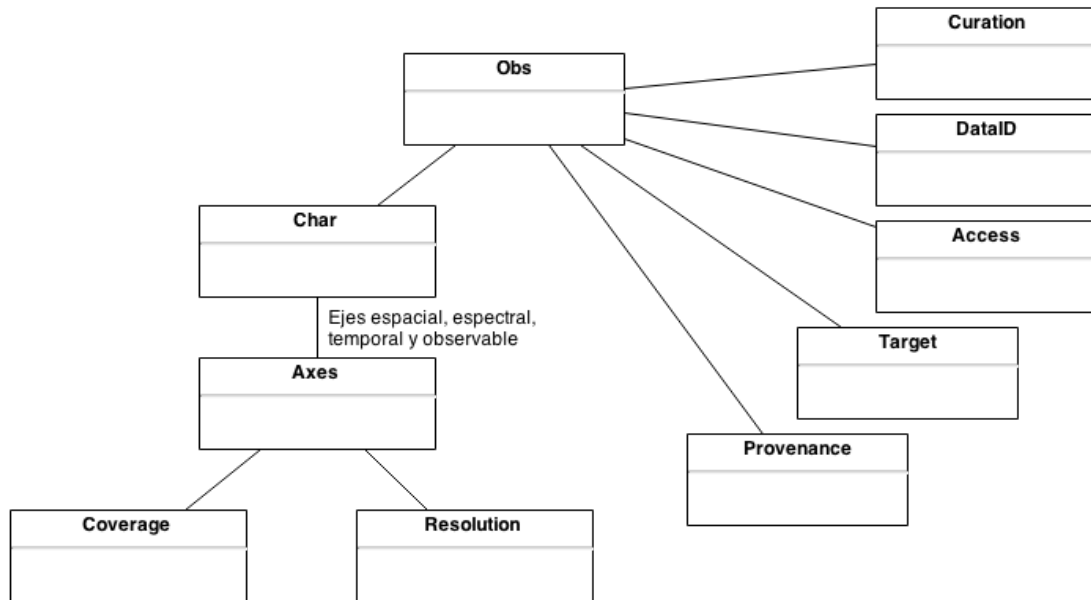 Curation
Obs
DataID
Char
Access
Ejes espacial, espectral,
temporal y observable
Target
Axes
Provenance
Coverage
Resolution